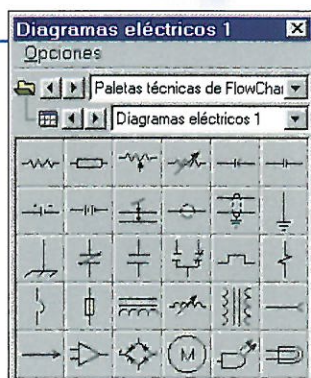 Diagramas eléctricos 1
Opciones
Paletas técnicas de FlowChar
Diagramas eléctricos 1
M